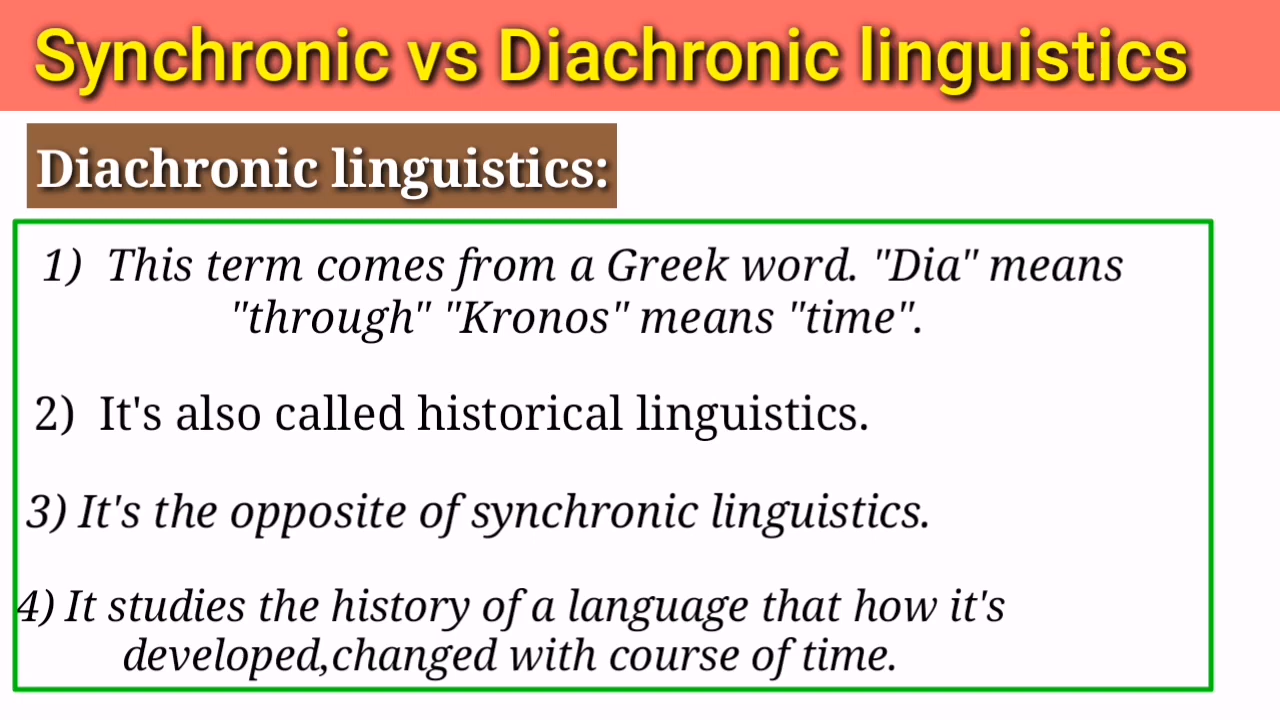 Synchronic vs Diachronic linguistics
Diachronic linguistics:
1) This term comes from a Greek word. "Dia" means
"through" "Kronos" means "time".
2) It's also called historical linguistics.
3) It's the opposite of synchronic linguistics.
4) It studies the history of a language that how it's
developed,changed with course of time.